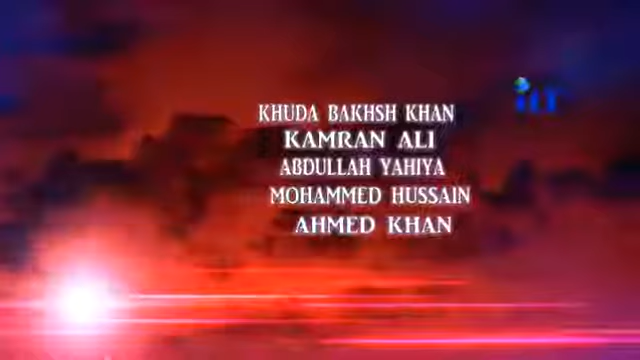 KHUDA BAKHSH KHAN
KAMRAN ALI
ABDULLAH YAHIYA
MOHAMMED HUSSAIN
AHMED KHAN